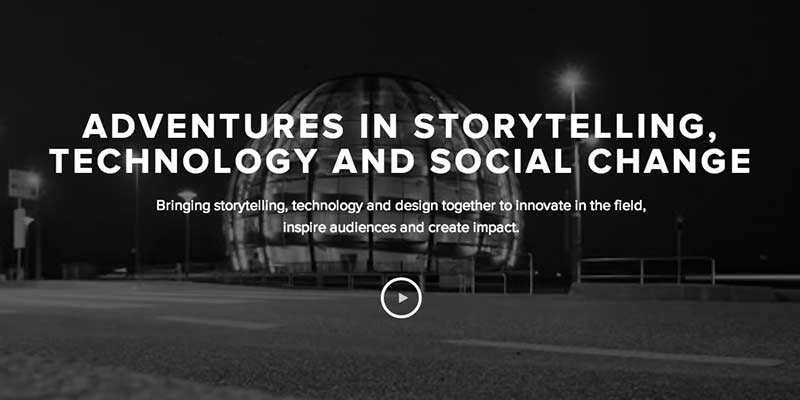 ADVENTURES IN STORYTELLING,
TECHNOLOGY AND SOCIAL CHANGE
Bringing storytelling, technology and design together to innovate in the field,
inspire audiences and create impact.